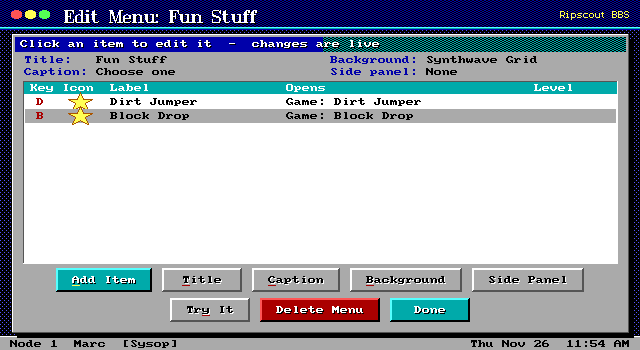 Edit Menu: Fun Stuff Ripscout BBS
Click an item to edit it - changes are live
Title: Fun Stuff Background: Synthwave Grid
Caption: Choose one Side panel: None
Key Icon Label Opens Level
D Dirt Jumper Game: Dirt Jumper
B Block Drop Game: Block Drop
Add Item Title Caption Background Side Panel
Try It Delete Menu Done
Node 1 Marc [Sysop] Thu Nov 26 11:54 AM